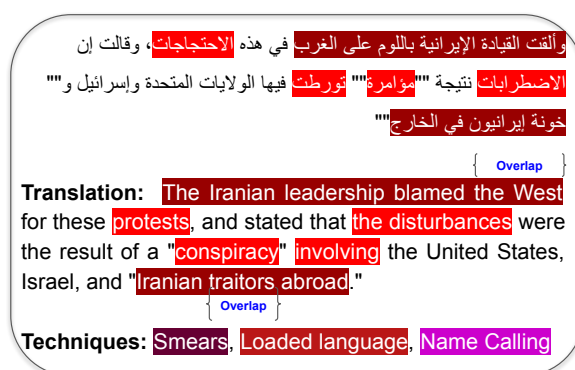 وألقت القيادة الإيرانية باللوم على الغرب في هذه الاحتجاجات، وقالت إن
الاضطرابات نتيجة ""مؤامرة"" تورطت فيها الولايات المتحدة وإسرائيل و""
خونة إيرانيون في الخارج""
Overlap
Translation: The Iranian leadership blamed the West
for these protests, and stated that the disturbances were
the result of a "conspiracy" involving the United States,
Israel, and "Iranian traitors abroad."
Overlap
Techniques: Smears, Loaded language, Name Calling